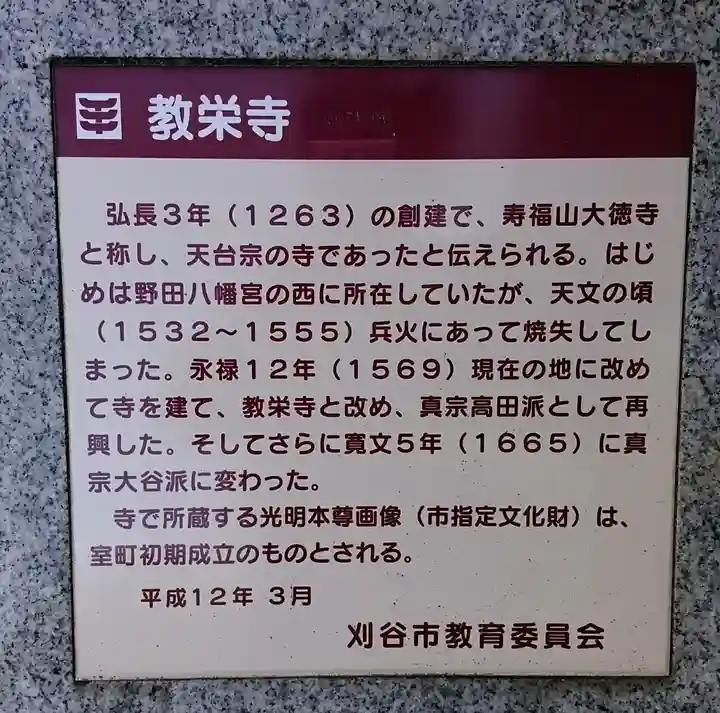 教栄寺
弘長３年（１２６３）の創建で、寿福山大徳寺
と称し、天台宗の寺であったと伝えられる。はじ
めは野田八幡宮の西に所在していたが、天文の頃
（１５３２～１５５５）兵火にあって焼失してし
まった。永禄１２年（１５６９）現在の地に改め
て寺を建て、教栄寺と改め、真宗高田派として再
興した。そしてさらに寛文５年（１６６５）に真
宗大谷派に変わった。
寺で所蔵する光明本尊画像（市指定文化財）は、
室町初期成立のものとされる。
平成１２年 ３月
刈谷市教育委員会